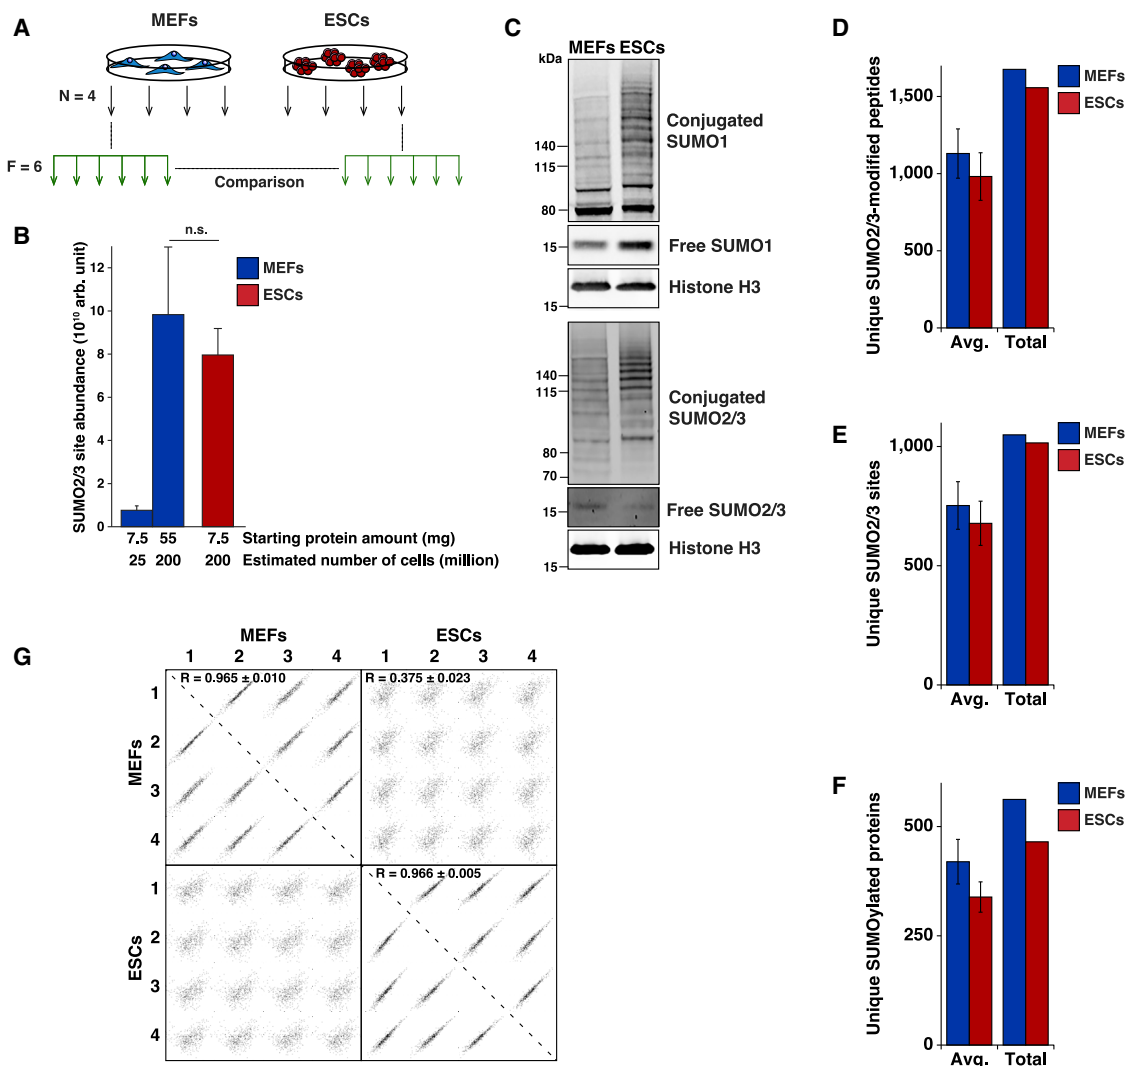 A
MEFs
ESCs
N = 4
F = 6
Comparison
B
n.s.
SUMO2/3 site abundance (10¹⁰ arb. unit)
12
10
8
6
4
2
0
MEFs
ESCs
7.5 55 7.5 Starting protein amount (mg)
25 200 200 Estimated number of cells (million)
C
MEFs ESCs
kDa
140
115
80
Conjugated
SUMO1
15
Free SUMO1
Histone H3
15
140
115
80
70
Conjugated
SUMO2/3
15
Free SUMO2/3
Histone H3
15
D
Unique SUMO2/3-modified peptides
1,500
1,000
500
0
Avg. Total
MEFs
ESCs
E
Unique SUMO2/3 sites
1,000
500
0
Avg. Total
MEFs
ESCs
F
Unique SUMOylated proteins
500
250
0
Avg. Total
MEFs
ESCs
G
MEFs ESCs
1 2 3 4 1 2 3 4
R = 0.965 ± 0.010
R = 0.375 ± 0.023
MEFs
1
2
3
4
R = 0.966 ± 0.005
ESCs
1
2
3
4